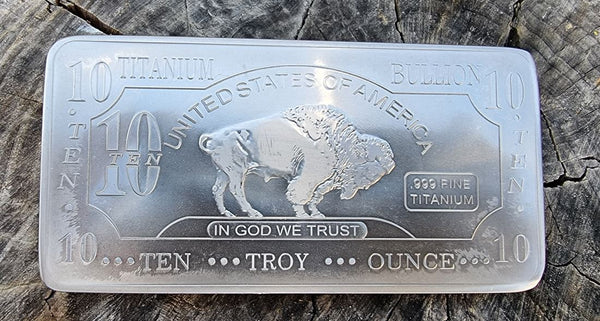 10 TITANIUM BULLION 10
UNITED STATES OF AMERICA
TEN 10 TEN TEN
.999 FINE
TITANIUM
IN GOD WE TRUST
10 ...TEN ...TROY ...OUNCE... 10